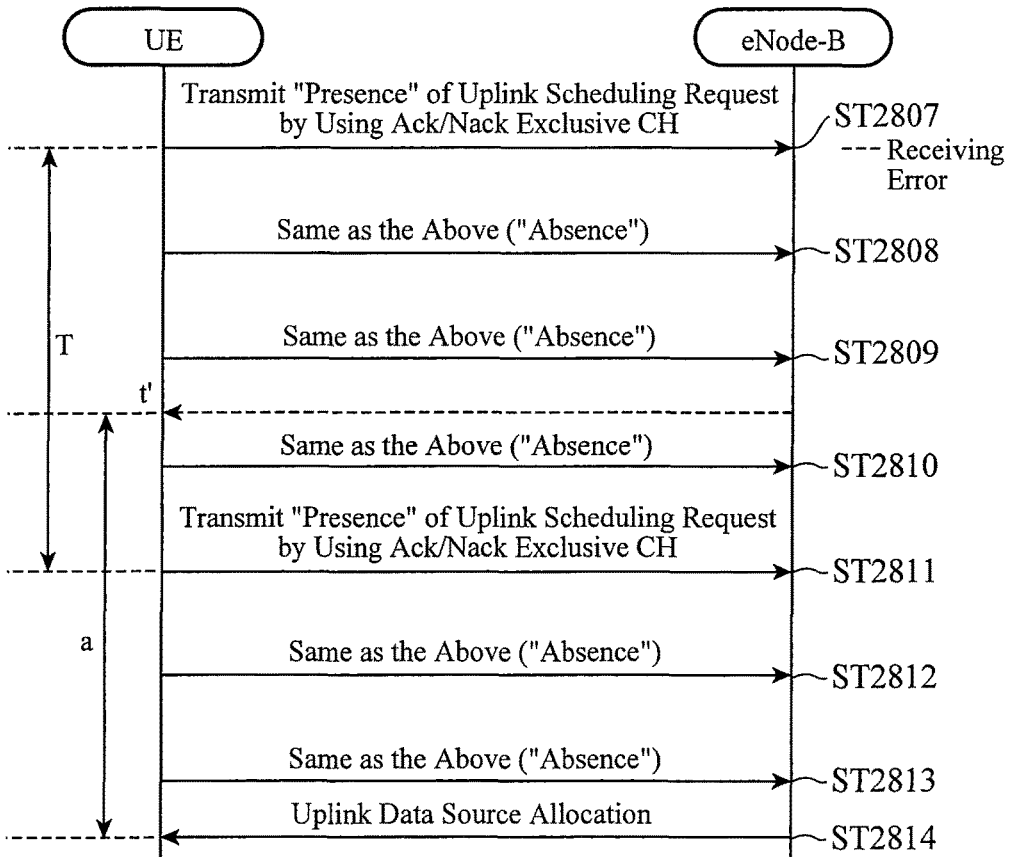 UE
eNode-B
Transmit "Presence" of Uplink Scheduling Request
by Using Ack/Nack Exclusive CH
ST2807
Receiving
Error
Same as the Above ("Absence")
ST2808
Same as the Above ("Absence")
ST2809
T
t'
Same as the Above ("Absence")
ST2810
Transmit "Presence" of Uplink Scheduling Request
by Using Ack/Nack Exclusive CH
ST2811
a
Same as the Above ("Absence")
ST2812
Same as the Above ("Absence")
ST2813
Uplink Data Source Allocation
ST2814